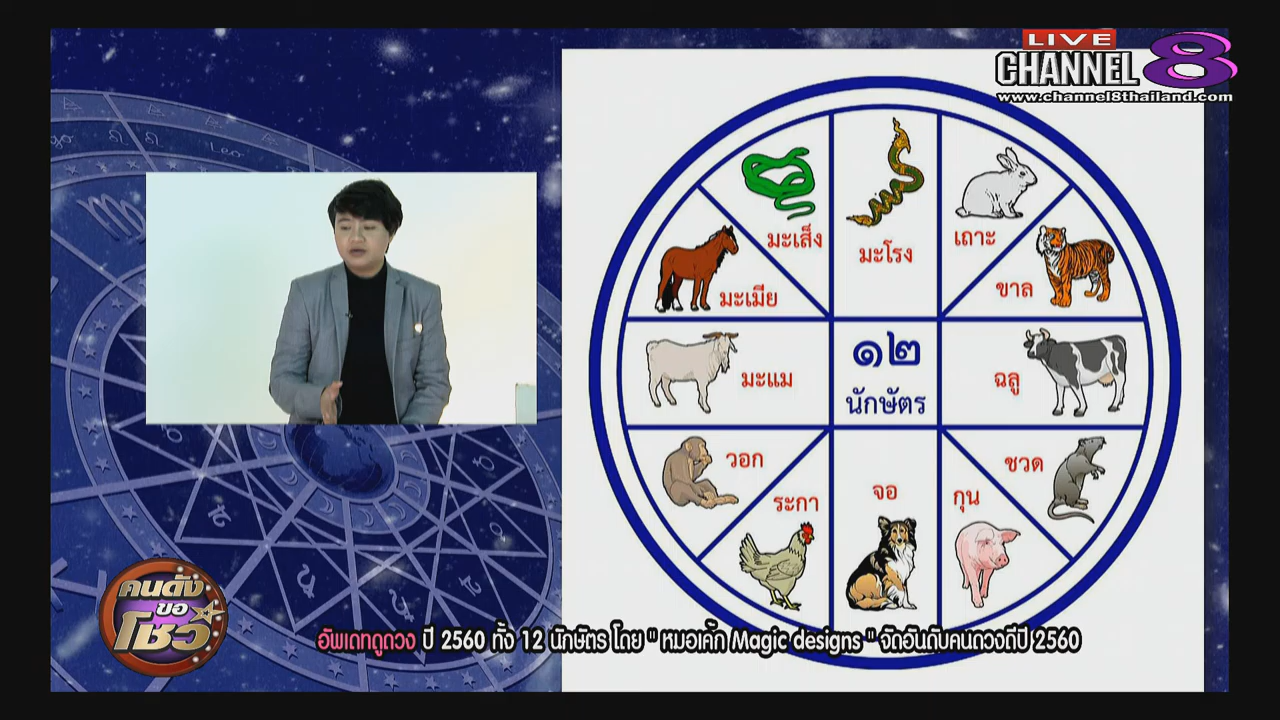 LIVE
CHANNEL 8
www.channel8thailand.com
Leo
มะเส็ง
มะโรง
เถาะ
มะเมีย
ขาล
มะแม
๑๒
นักษัตร
ฉลู
วอก
ชวด
ระกา
จอ
กุน
คนดัง
ขอ
โชว์
อัพเดทดูดวง ปี 2560 ทั้ง 12 นักษัตร โดย " หมอเค้ก Magic designs " จัดอันดับคนดวงดีปี 2560